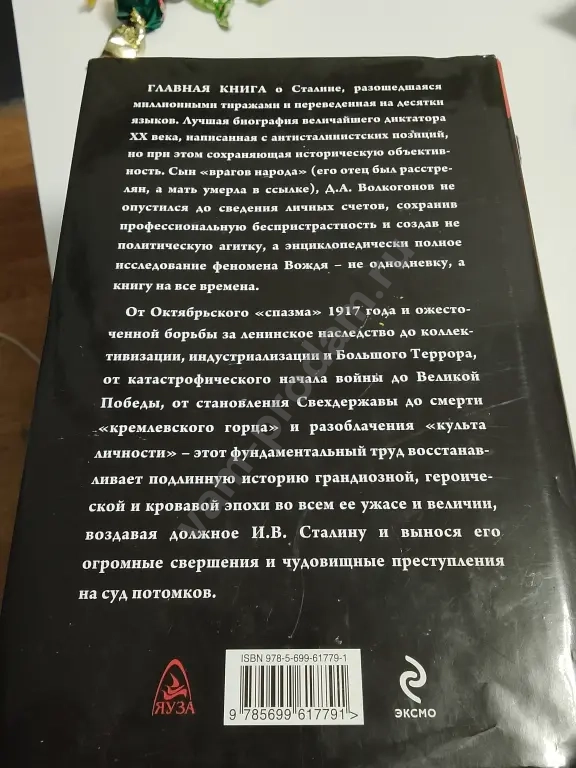 ГЛАВНАЯ КНИГА о Сталине, разошедшаяся
миллионными тиражами и переведенная на десятки
языков. Лучшая биография величайшего диктатора
XX века, написанная с антисталинистских позиций,
но при этом сохраняющая историческую объектив-
ность. Сын «врагов народа» (его отец был расстре-
лян, а мать умерла в ссылке), Д.А. Волкогонов не
опустился до сведения личных счетов, сохранив
профессиональную беспристрастность и создав не
политическую агитку, а энциклопедически полное
исследование феномена Вождя – не однодневку, а
книгу на все времена.
От Октябрьского «спазма» 1917 года и ожесто-
ченной борьбы за ленинское наследство до коллек-
тивизации, индустриализации и Большого Террора,
от катастрофического начала войны до Великой
Победы, от становления Свехдержавы до смерти
«кремлевского горца» и разоблачения «культа
личности» – этот фундаментальный труд восстанав-
ливает подлинную историю грандиозной, героиче-
ской и кровавой эпохи во всем ее ужасе и величии,
воздавая должное И.В. Сталину и вынося его
огромные свершения и чудовищные преступления
на суд потомков.
ISBN 978-5-699-61779-1
9 785699 617791 >
ЯУЗА
ЭКСМО
vam-prodam.ru